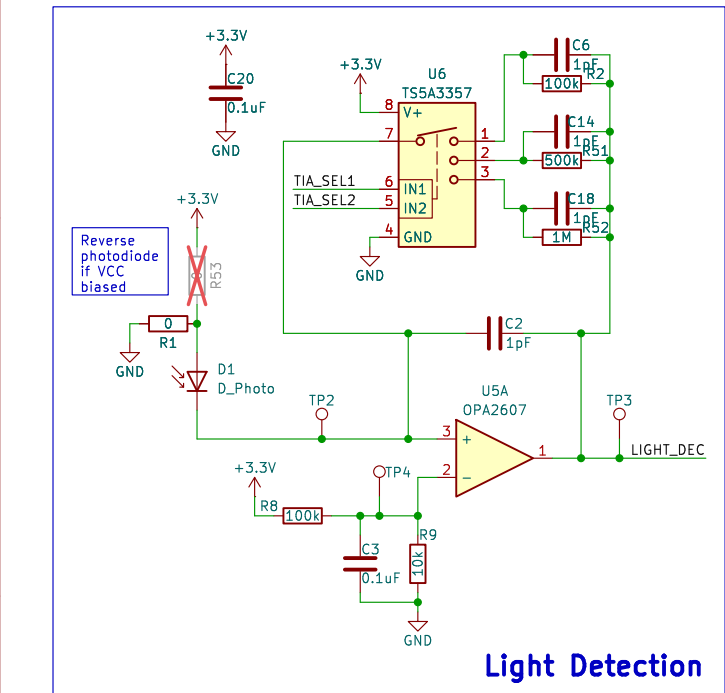 +3.3V
C20
0.1uF
GND
+3.3V
U6
TS5A3357
8
V+
7
1
2
3
TIA_SEL1
6
IN1
TIA_SEL2
5
IN2
4
GND
GND
C6
1pF
R2
100k
C14
1pF
R51
500k
C18
1pF
R52
1M
+3.3V
Reverse
photodiode
if VCC
biased
0
R53
0
R1
GND
D1
D_Photo
C2
1pF
TP2
U5A
OPA2607
3
+
2
-
1
TP3
LIGHT_DEC
+3.3V
TP4
R8
100k
C3
0.1uF
R9
10k
GND
Light Detection